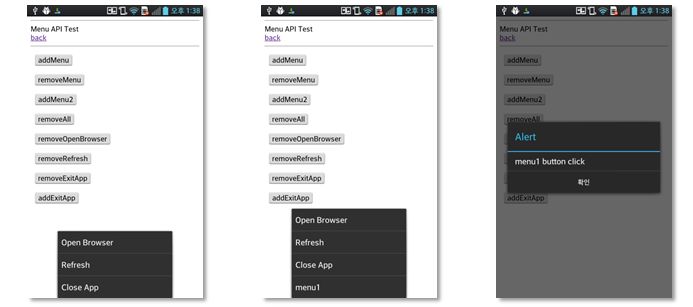 오후 1:38
Menu API Test
back
addMenu
removeMenu
addMenu2
removeAll
removeOpenBrowser
removeRefresh
removeExitApp
addExitApp
Open Browser
Refresh
Close App
오후 1:38
Menu API Test
back
addMenu
removeMenu
addMenu2
removeAll
removeOpenBrowser
removeRefresh
removeExitApp
addExitApp
Open Browser
Refresh
Close App
menu1
오후 1:38
Menu API Test
back
addMenu
removeMenu
addMenu2
removeAll
Alert
menu1 button click
확인
addExitApp